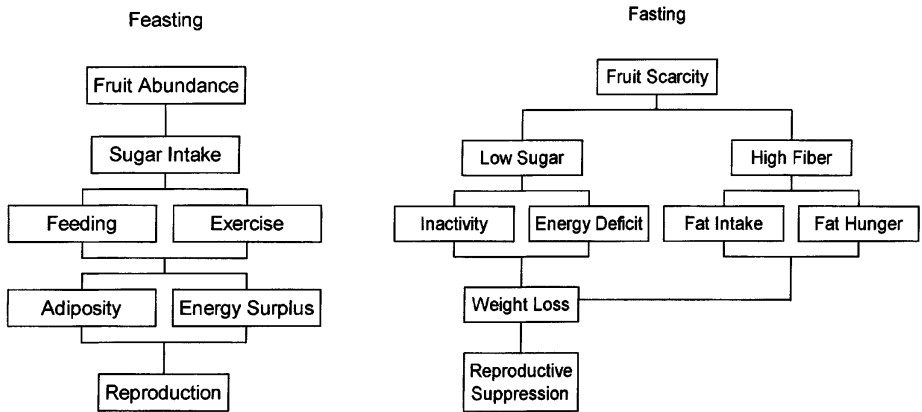 Feasting
Fruit Abundance
Sugar Intake
Feeding
Exercise
Adiposity
Energy Surplus
Reproduction
Fasting
Fruit Scarcity
Low Sugar
High Fiber
Inactivity
Energy Deficit
Fat Intake
Fat Hunger
Weight Loss
Reproductive
Suppression